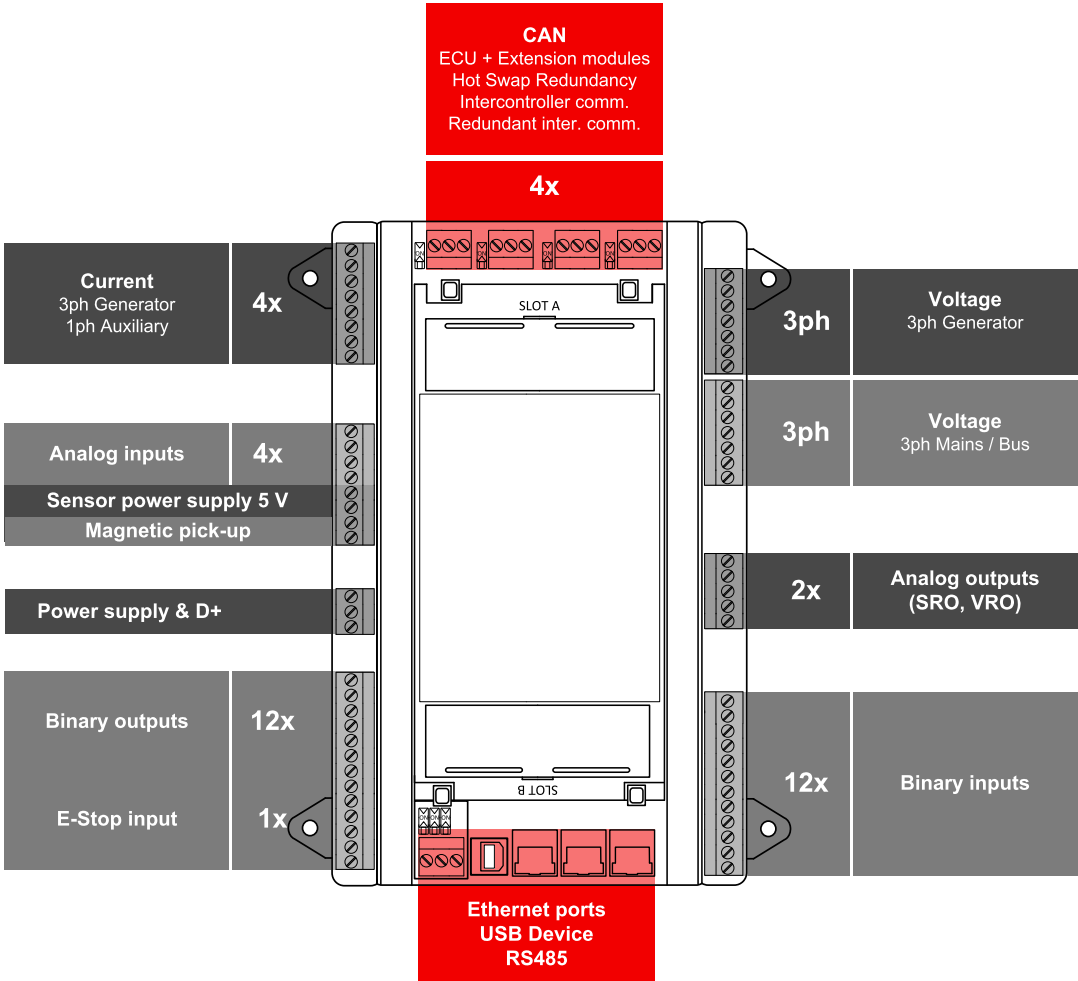 CAN
ECU + Extension modules
Hot Swap Redundancy
Intercontroller comm.
Redundant inter. comm.
4x
Current
3ph Generator
1ph Auxiliary
4x
Analog inputs
4x
Sensor power supply 5 V
Magnetic pick-up
Power supply & D+
Binary outputs
12x
E-Stop input
1x
SLOT A
SLOT B
ON
ON
ON
3ph
Voltage
3ph Generator
3ph
Voltage
3ph Mains / Bus
2x
Analog outputs
(SRO, VRO)
12x
Binary inputs
Ethernet ports
USB Device
RS485